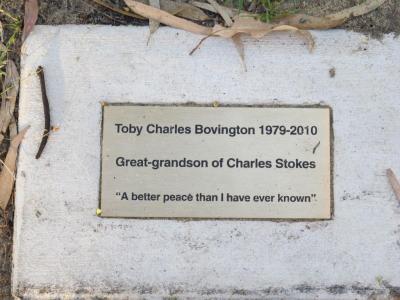 Toby Charles Bovington 1979-2010
Great-grandson of Charles Stokes
“A better peace than I have ever known”